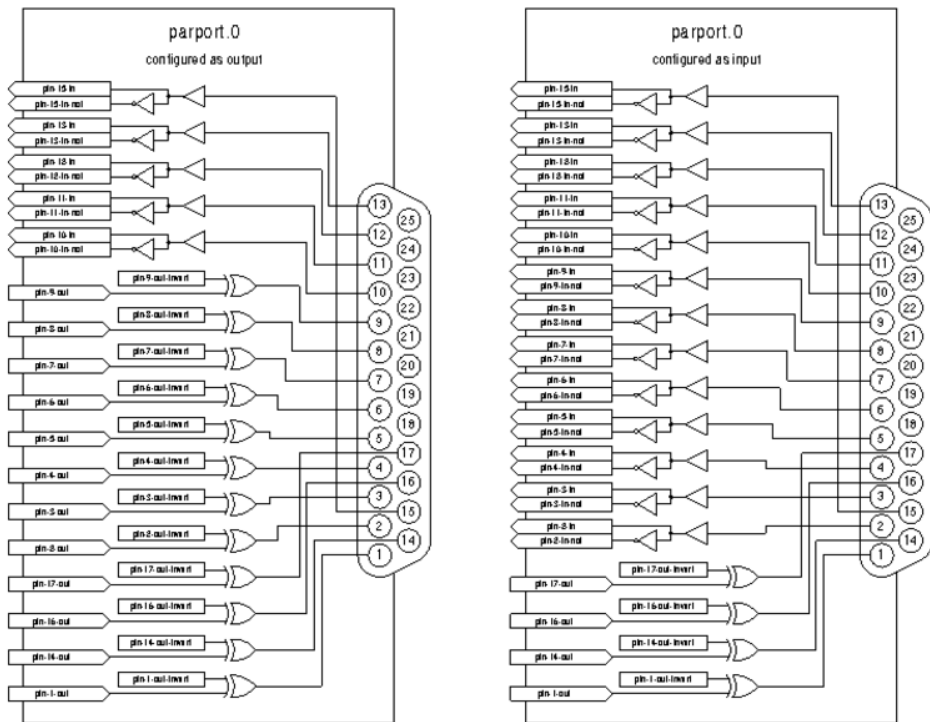 parport.0
configured as output
pin-15-in
pin-15-in-not
pin-13-in
pin-13-in-not
pin-12-in
pin-12-in-not
pin-11-in
pin-11-in-not
pin-10-in
pin-10-in-not
pin-9-out-invert
pin-9-out
pin-8-out-invert
pin-8-out
pin-7-out-invert
pin-7-out
pin-6-out-invert
pin-6-out
pin-5-out-invert
pin-5-out
pin-4-out-invert
pin-4-out
pin-3-out-invert
pin-3-out
pin-2-out-invert
pin-2-out
pin-17-out-invert
pin-17-out
pin-16-out-invert
pin-16-out
pin-14-out-invert
pin-14-out
pin-1-out-invert
pin-1-out
13
25
12
24
11
23
10
22
9
21
8
20
7
19
6
18
5
17
4
16
3
15
2
14
1
parport.0
configured as input
pin-15-in
pin-15-in-not
pin-13-in
pin-13-in-not
pin-12-in
pin-12-in-not
pin-11-in
pin-11-in-not
pin-10-in
pin-10-in-not
pin-9-in
pin-9-in-not
pin-8-in
pin-8-in-not
pin-7-in
pin-7-in-not
pin-6-in
pin-6-in-not
pin-5-in
pin-5-in-not
pin-4-in
pin-4-in-not
pin-3-in
pin-3-in-not
pin-2-in
pin-2-in-not
pin-17-out-invert
pin-17-out
pin-16-out-invert
pin-16-out
pin-14-out-invert
pin-14-out
pin-1-out-invert
pin-1-out
13
25
12
24
11
23
10
22
9
21
8
20
7
19
6
18
5
17
4
16
3
15
2
14
1